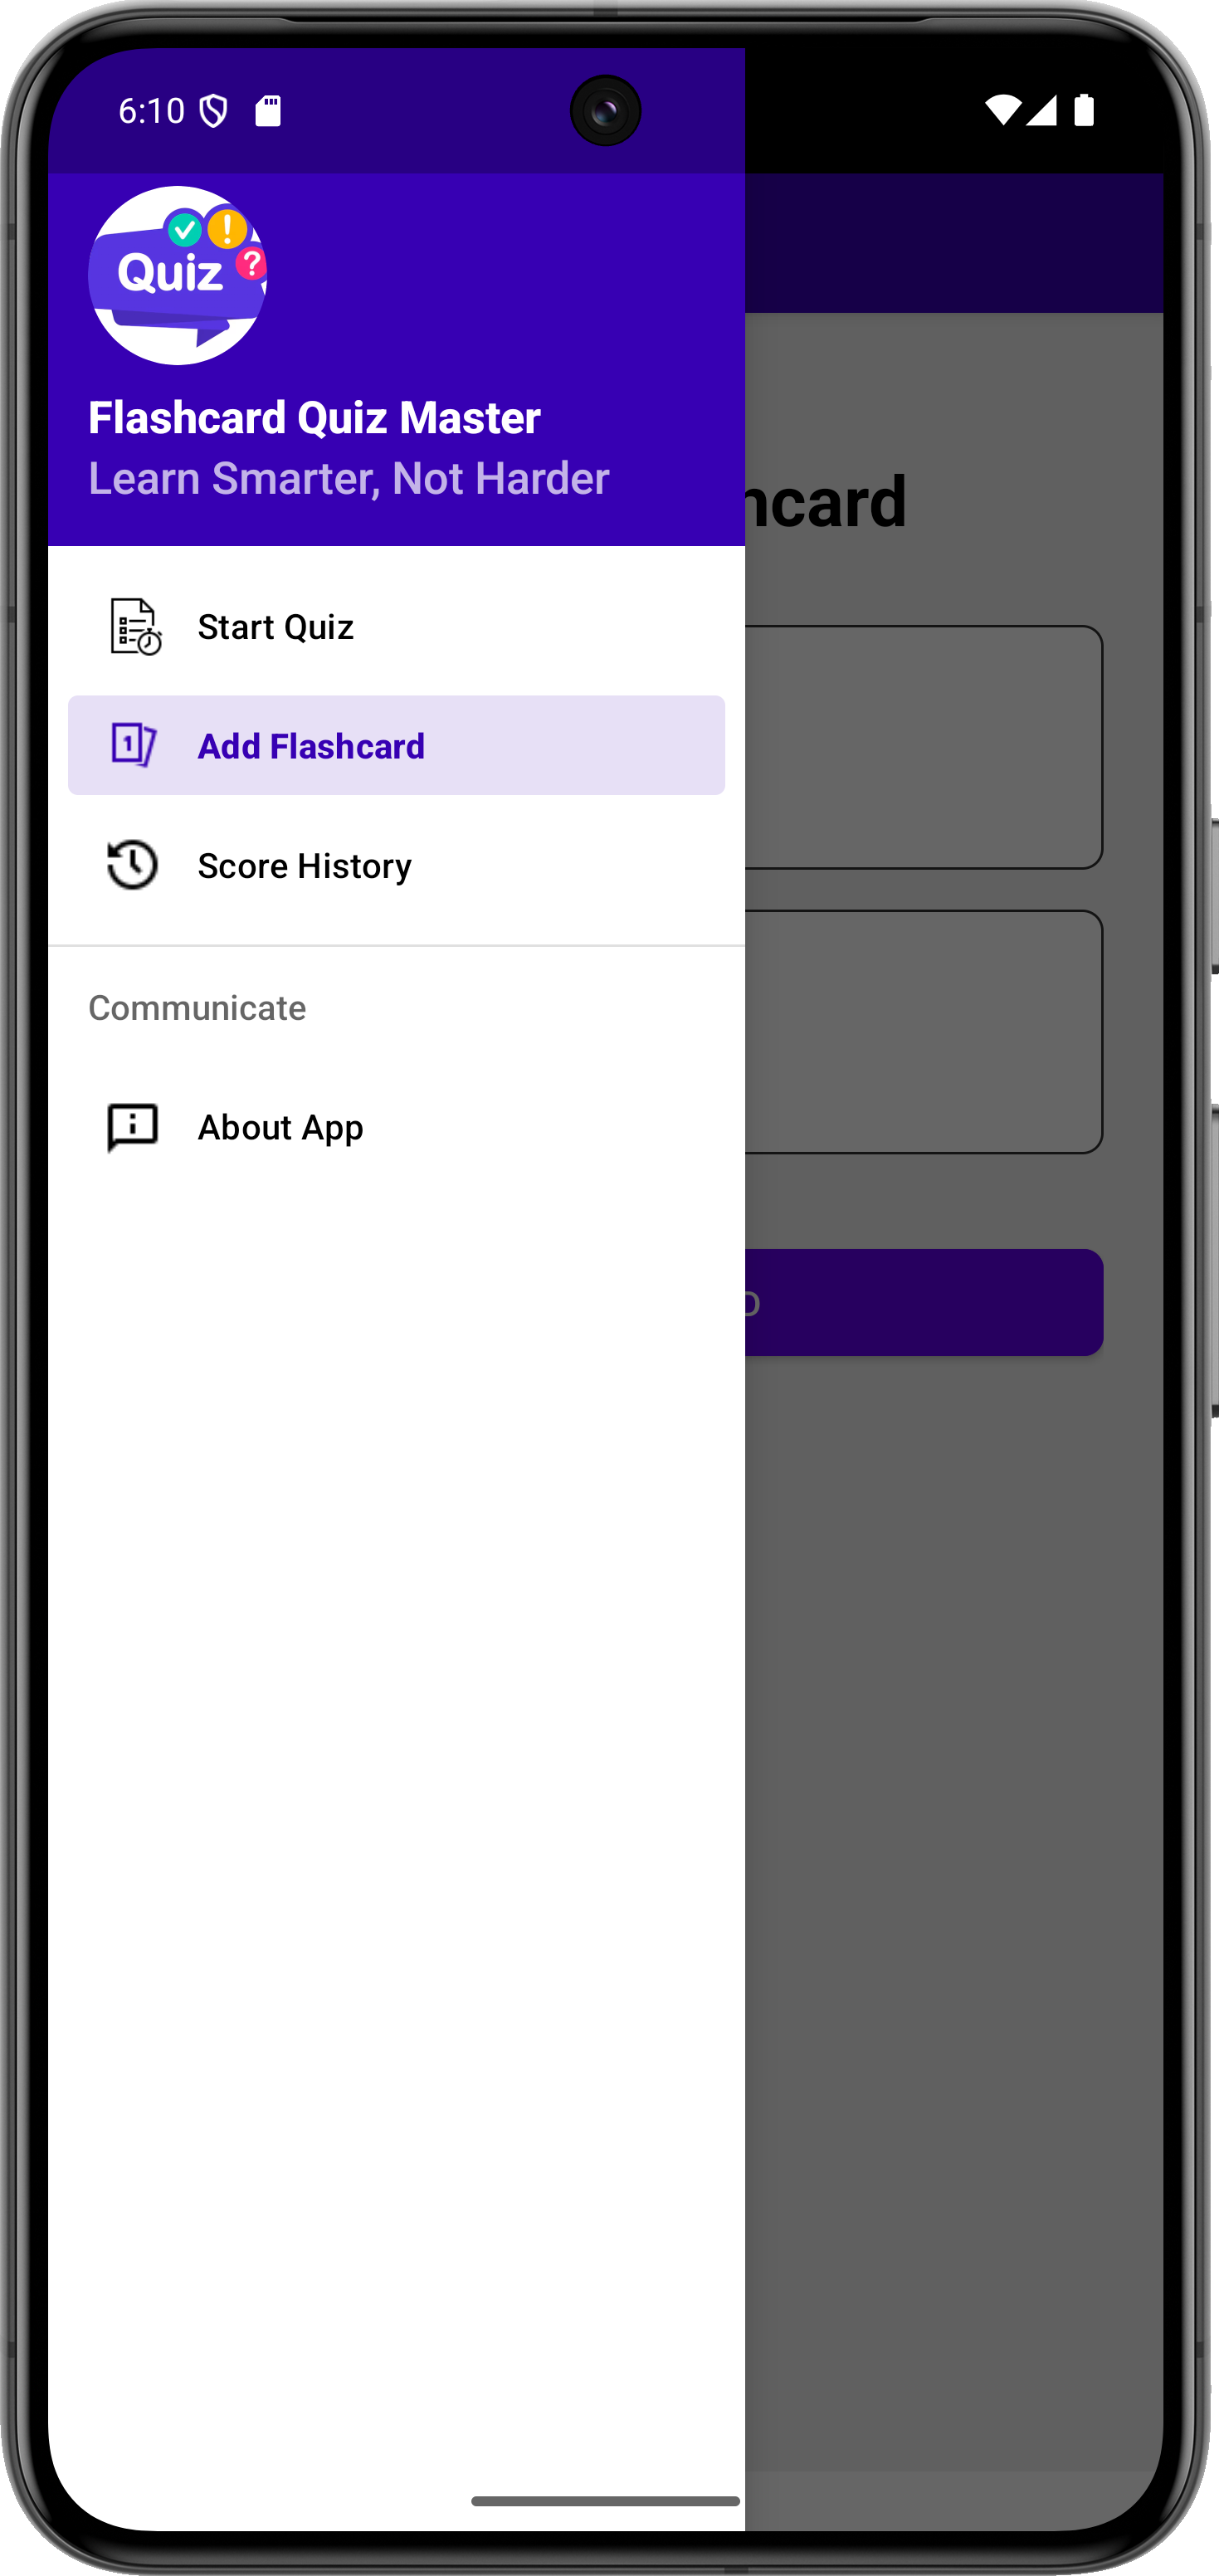 6:10
Quiz
Flashcard Quiz Master
Learn Smarter, Not Harder
Start Quiz
Add Flashcard
Score History
Communicate
About App